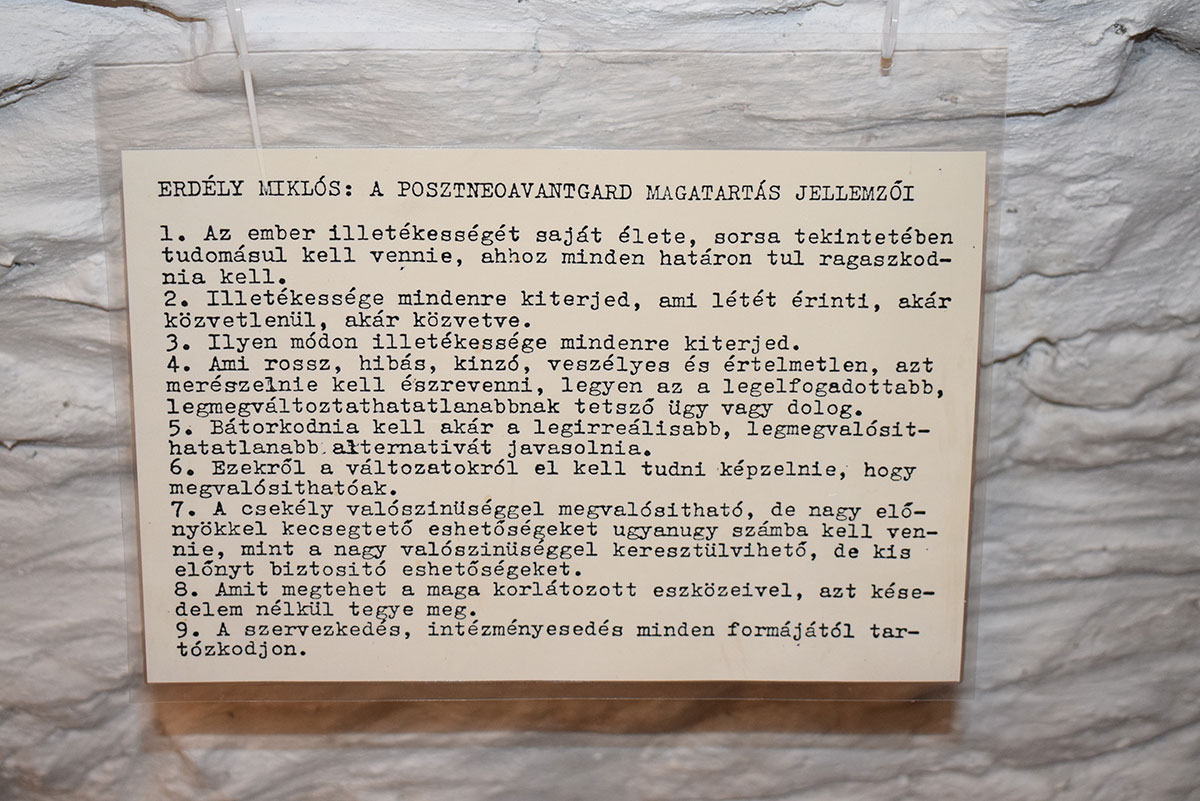 ERDÉLY MIKLÓS: A POSZTNEOAVANTGARD MAGATARTÁS JELLEMZŐI
1. Az ember illetékességét saját élete, sorsa tekintetében
tudomásul kell vennie, ahhoz minden határon tul ragaszkod-
nia kell.
2. Illetékessége mindenre kiterjed, ami létét érinti, akár
közvetlenül, akár közvetve.
3. Ilyen módon illetékessége mindenre kiterjed.
4. Ami rossz, hibás, kinzó, veszélyes és értelmetlen, azt
merészelnie kell észrevenni, legyen az a legelfogadottabb,
legmegváltoztathatatlanabbnak tetsző ügy vagy dolog.
5. Bátorkodnia kell akár a legirreálisabb, legmegvalósit-
hatatlanabb alternativát javasolnia.
6. Ezekről a változatokról el kell tudni képzelnie, hogy
megvalósithatóak.
7. A csekély valószinüséggel megvalósitható, de nagy elő-
nyökkel kecsegtető eshetőségeket ugyanugy számba kell ven-
nie, mint a nagy valószinüséggel keresztülvihető, de kis
előnyt biztositó eshetőségeket.
8. Amit megtehet a maga korlátozott eszközeivel, azt kése-
delem nélkül tegye meg.
9. A szervezkedés, intézményesedés minden formájától tar-
tózkodjon.